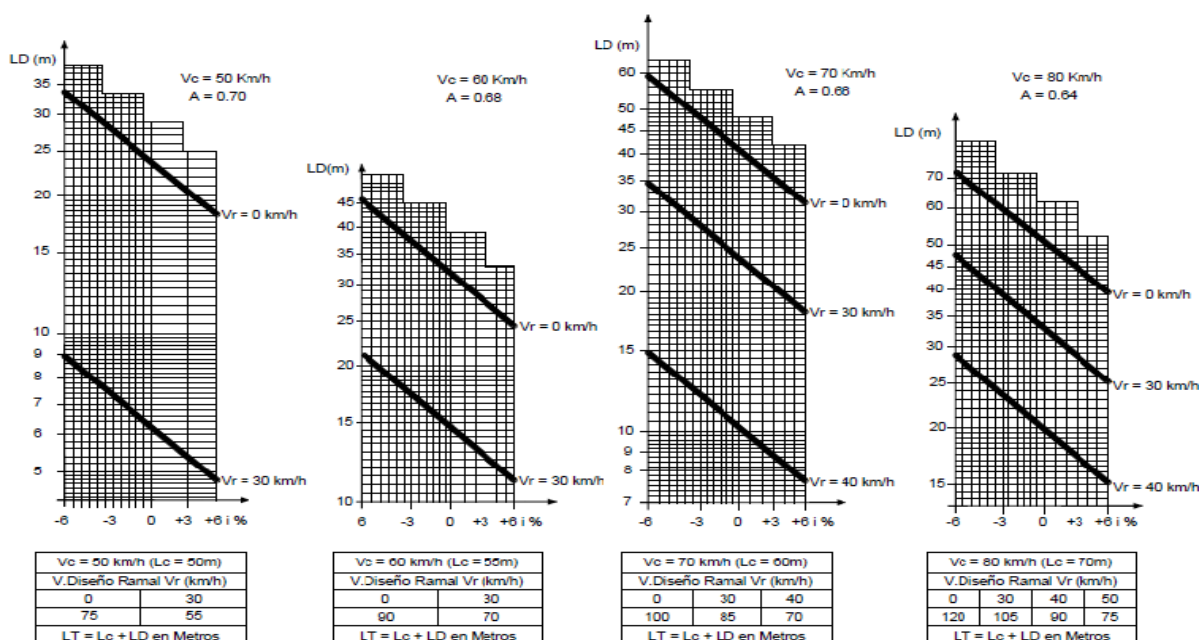 LD (m)
Vc = 50 Km/h
A = 0.70
35
30
25
20
15
10
9
8
7
6
5
Vr = 0 km/h
Vr = 30 km/h
-6 -3 0 +3 +6 i %
Vc = 60 Km/h
A = 0.68
LD(m)
45
40
35
30
25
20
15
10
Vr = 0 km/h
Vr = 30 km/h
6 -3 0 +3 +6 i %
LD (m)
Vc = 70 Km/h
A = 0.66
60
50
45
40
35
30
25
20
15
10
9
8
7
Vr = 0 km/h
Vr = 30 km/h
Vr = 40 km/h
-6 -3 0 +3 +6 i %
Vc = 80 Km/h
A = 0.64
LD (m)
70
60
50
45
40
35
30
25
20
15
Vr = 0 km/h
Vr = 30 km/h
Vr = 40 km/h
-6 -3 0 +3 +6 i %
Vc = 50 km/h (Lc = 50m)
V.Diseño Ramal Vr (km/h)
0 30
75 55
LT = Lc + LD en Metros
Vc = 60 km/h (Lc = 55m)
V.Diseño Ramal Vr (km/h)
0 30
90 70
LT = Lc + LD en Metros
Vc = 70 km/h (Lc = 60m)
V.Diseño Ramal Vr (km/h)
0 30 40
100 85 70
LT = Lc + LD en Metros
Vc = 80 km/h (Lc = 70m)
V.Diseño Ramal Vr (km/h)
0 30 40 50
120 105 90 75
LT = Lc + LD en Metros